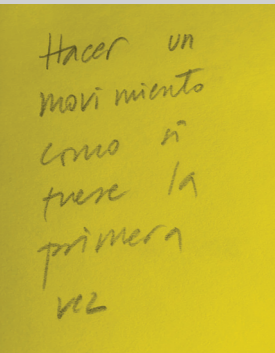 Hacer un
movimiento
como si
fuese la
primera
vez